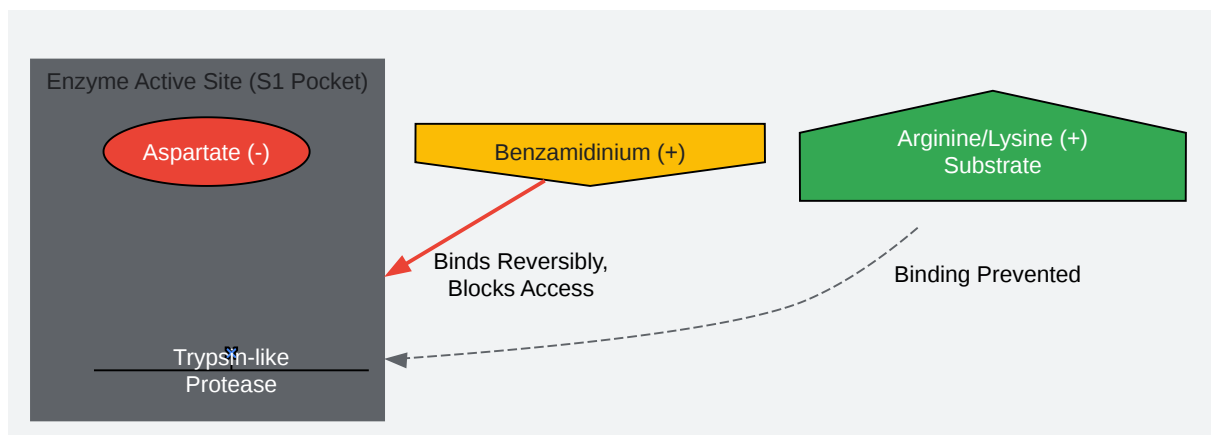 Enzyme Active Site (S1 Pocket)
Aspartate (-)
Benzamidinium (+)
Arginine/Lysine (+)
Substrate
Binds Reversibly,
Blocks Access
Binding Prevented
Trypsin-like
Protease